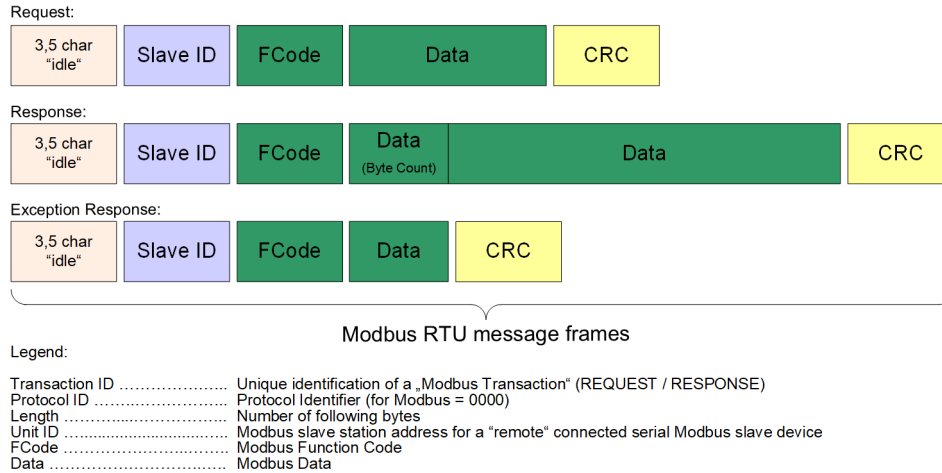 Request:
3,5 char
“idle“
Slave ID
FCode
Data
CRC
Response:
3,5 char
“idle“
Slave ID
FCode
Data
(Byte Count)
Data
CRC
Exception Response:
3,5 char
“idle“
Slave ID
FCode
Data
CRC
Modbus RTU message frames
Legend:
Transaction ID ………………….. Unique identification of a „Modbus Transaction“ (REQUEST / RESPONSE)
Protocol ID ……..…………….. Protocol Identifier (for Modbus = 0000)
Length ……….....……………... Number of following bytes
Unit ID ............................…... Modbus slave station address for a “remote“ connected serial Modbus slave device
FCode …………………..…….. Modbus Function Code
Data ………………………..….. Modbus Data